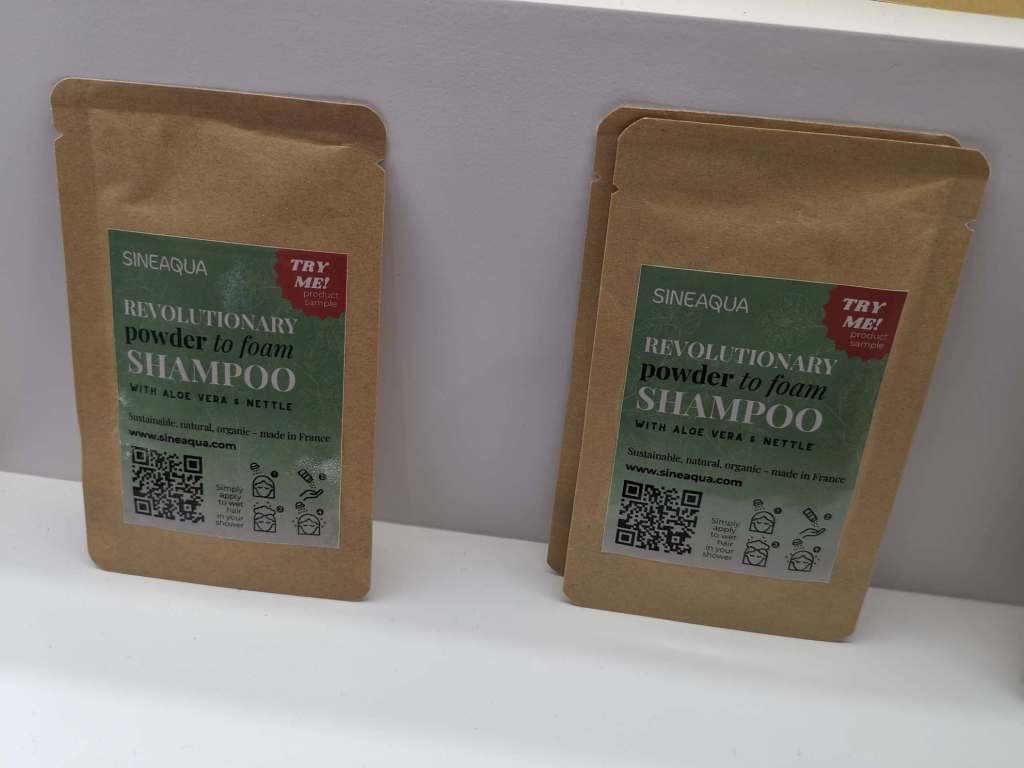 SINEAQUA
TRY
ME!
product
sample
REVOLUTIONARY
powder to foam
SHAMPOO
WITH ALOE VERA & NETTLE
Sustainable, natural, organic – made in France
www.sineaqua.com
Simply
apply
to wet
hair
in your
shower
SINEAQUA
TRY
ME!
product
sample
REVOLUTIONARY
powder to foam
SHAMPOO
WITH ALOE VERA & NETTLE
Sustainable, natural, organic – made in France
www.sineaqua.com
Simply
apply
to wet
hair
in your
shower